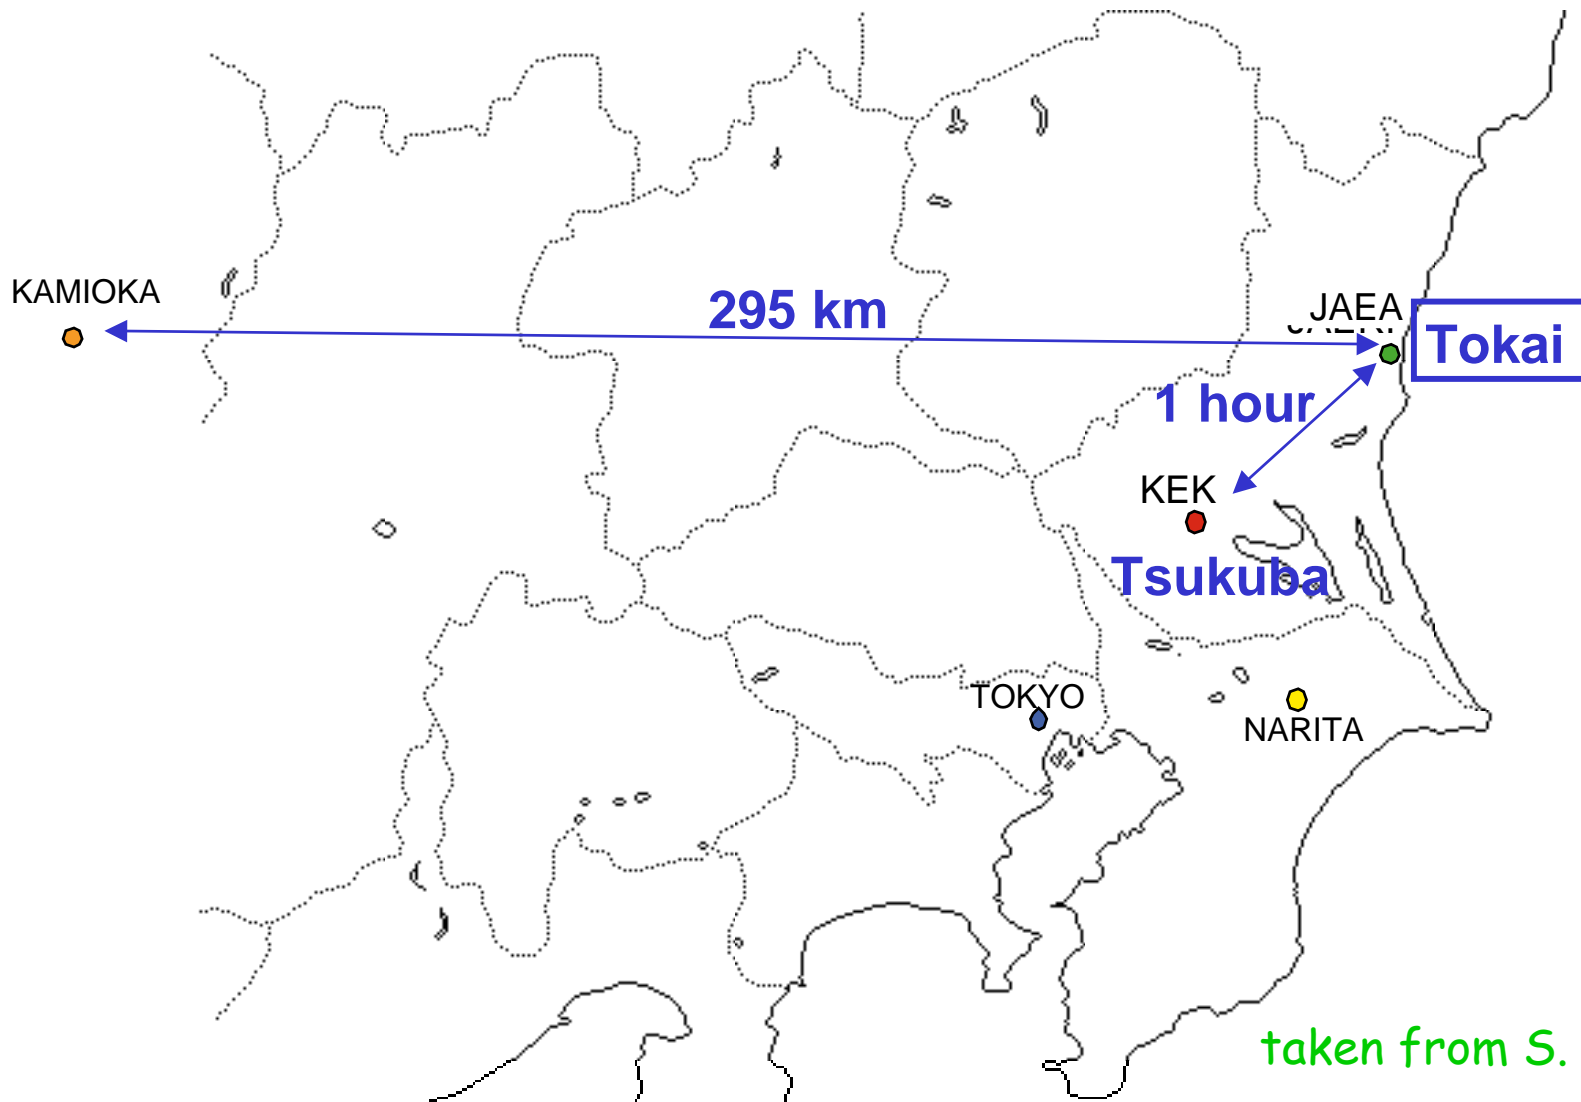 KAMIOKA
295 km
JAEA
Tokai
1 hour
KEK
Tsukuba
TOKYO
NARITA
taken from S.